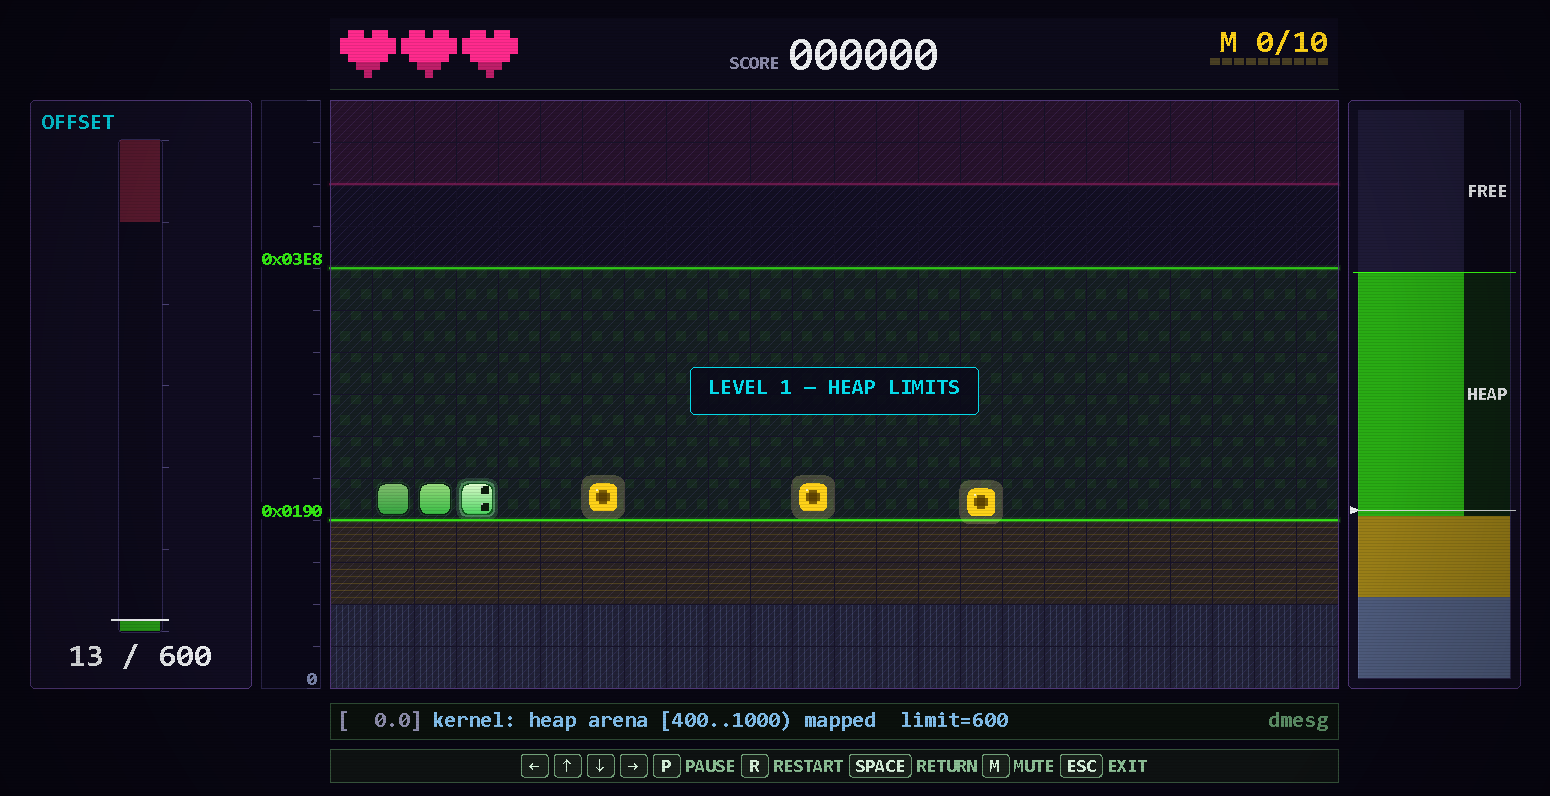 SCORE 000000
M 0/10
OFFSET
13 / 600
0x03E8
0x0190
0
LEVEL 1 — HEAP LIMITS
FREE
HEAP
[  0.0] kernel: heap arena [400..1000) mapped  limit=600
dmesg
← ↑ ↓ → P PAUSE R RESTART SPACE RETURN M MUTE ESC EXIT